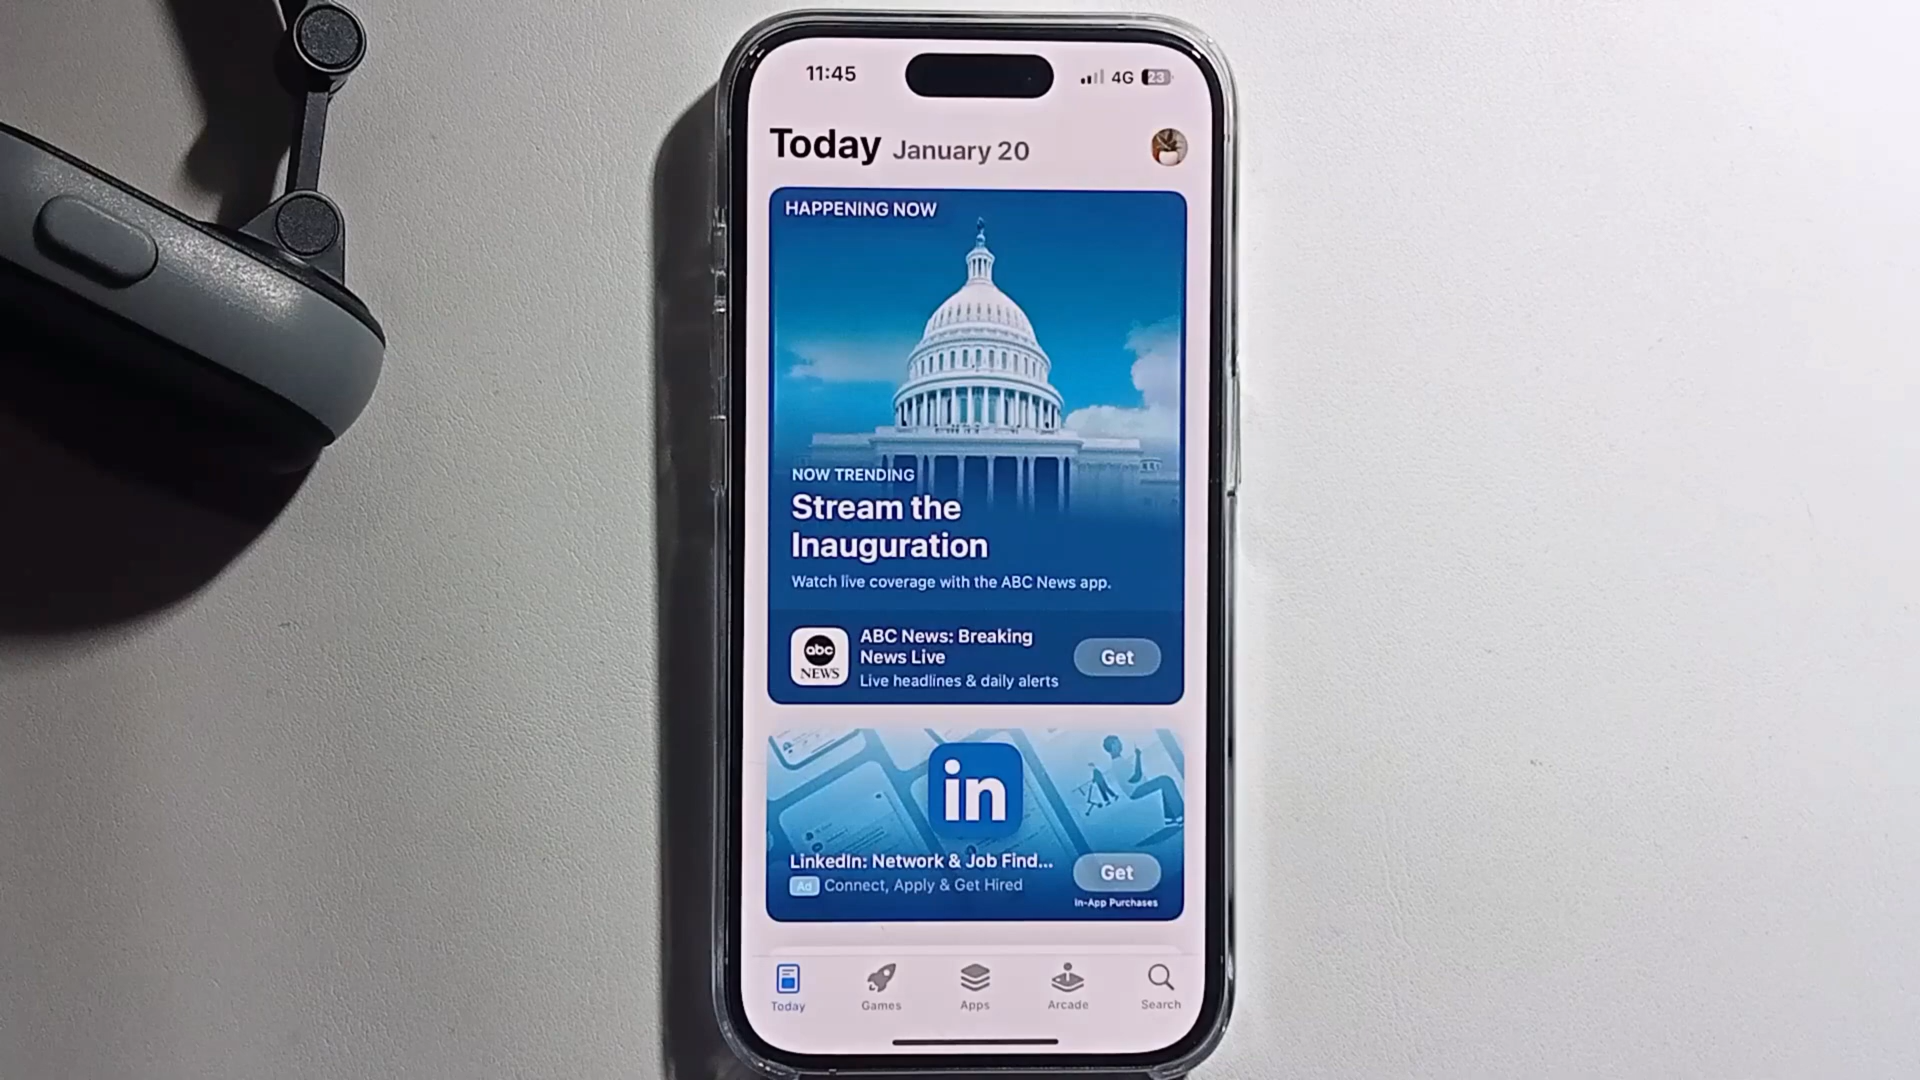 11:45
4G 23
Today January 20
HAPPENING NOW
NOW TRENDING
Stream the
Inauguration
Watch live coverage with the ABC News app.
abc
NEWS
ABC News: Breaking
News Live
Live headlines & daily alerts
Get
in
LinkedIn: Network & Job Find...
Ad Connect, Apply & Get Hired
Get
In-App Purchases
Today
Games
Apps
Arcade
Search